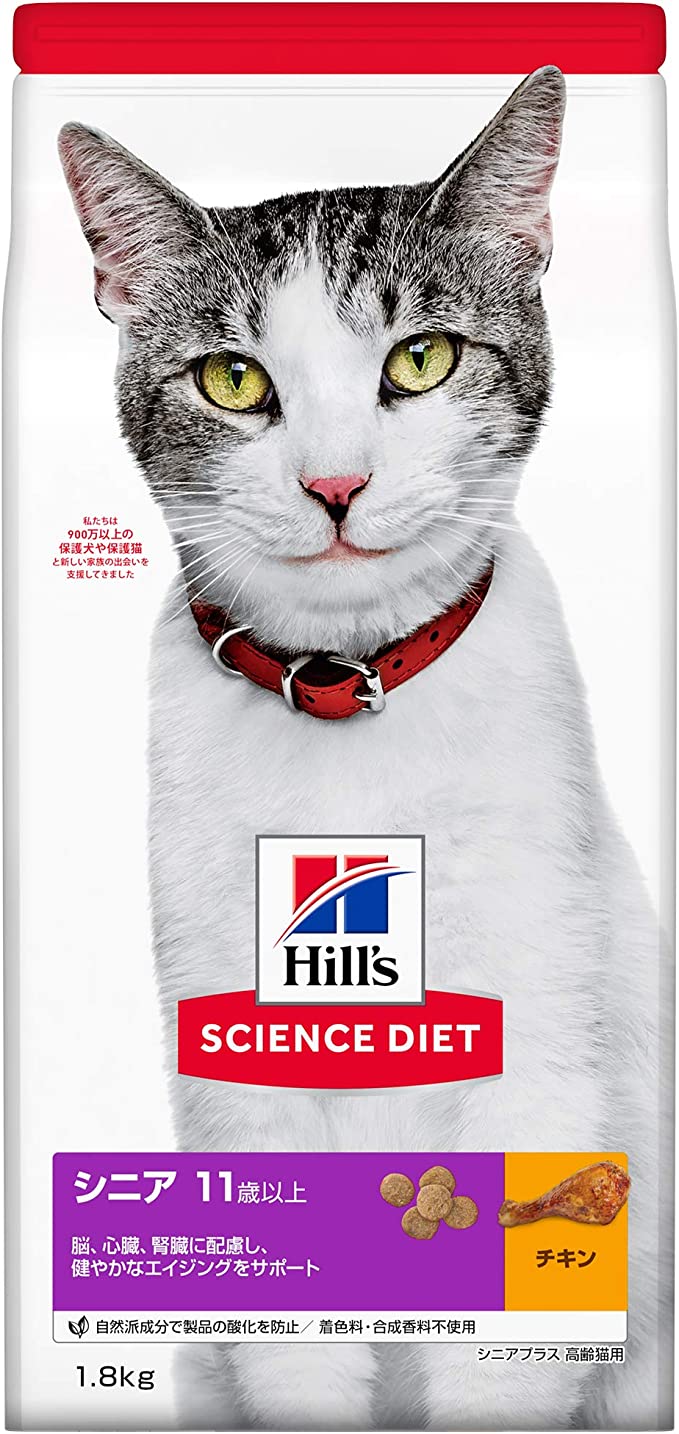 私たちは
900万以上の
保護犬や保護猫
と新しい家族の出会いを
支援してきました
Hill's
SCIENCE DIET
シニア 11歳以上
脳、心臓、腎臓に配慮し、
健やかなエイジングをサポート
チキン
自然派成分で製品の酸化を防止／ 着色料・合成香料不使用
シニアプラス 高齢猫用
1.8kg